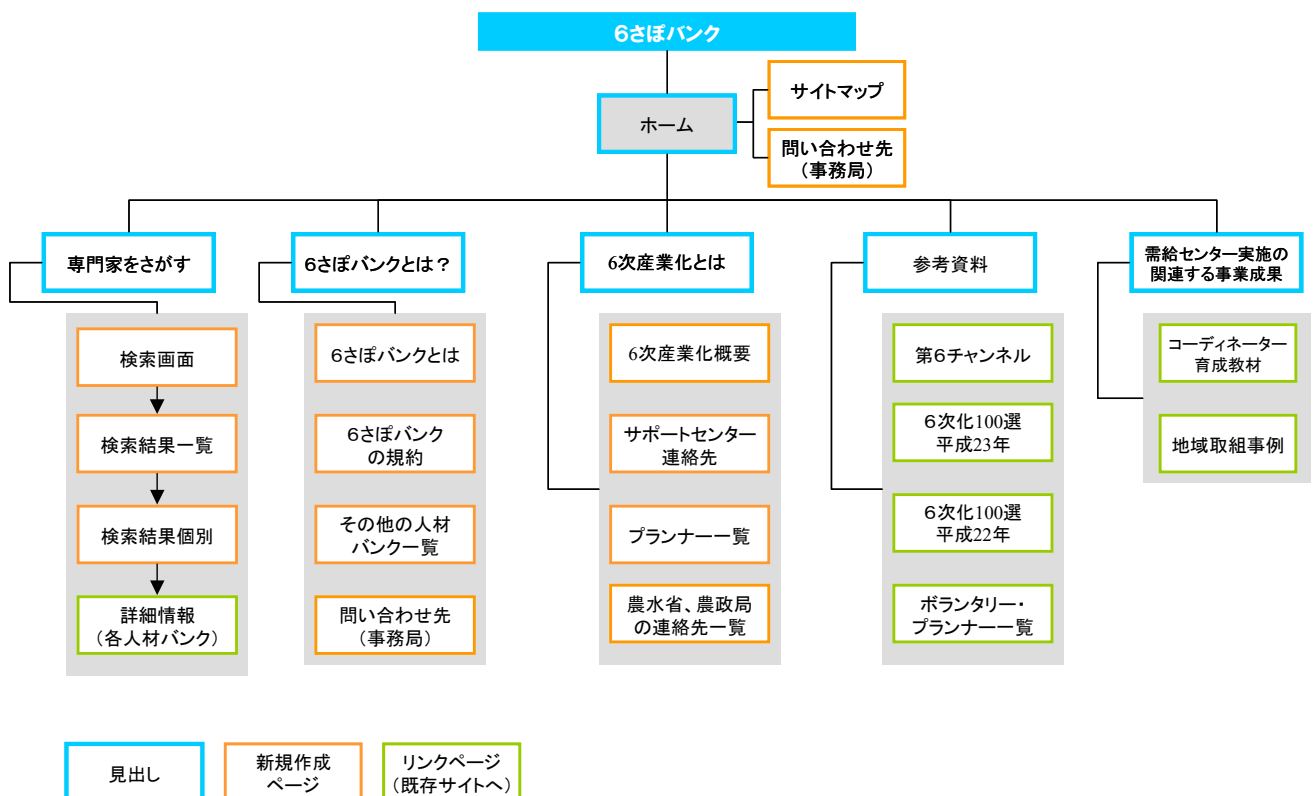 ６さぽバンク
ホーム
サイトマップ
問い合わせ先
（事務局）
専門家をさがす
６さぽバンクとは？
6次産業化とは
参考資料
需給センター実施の
関連する事業成果
検索画面
検索結果一覧
検索結果個別
詳細情報
（各人材バンク）
６さぽバンクとは
６さぽバンク
の規約
その他の人材
バンク一覧
問い合わせ先
（事務局）
6次産業化概要
サポートセンター
連絡先
プランナー一覧
農水省、農政局
の連絡先一覧
第６チャンネル
６次化100選
平成23年
６次化100選
平成22年
ボランタリー・
プランナー一覧
コーディネーター
育成教材
地域取組事例
見出し
新規作成
ページ
リンクページ
（既存サイトへ）